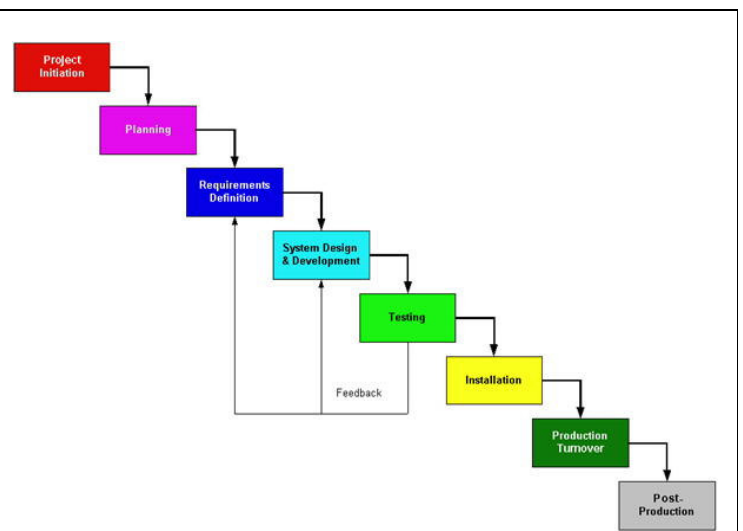 Project
Initiation
Planning
Requirements
Definition
System Design
& Development
Testing
Installation
Feedback
Production
Turnover
Post-
Production